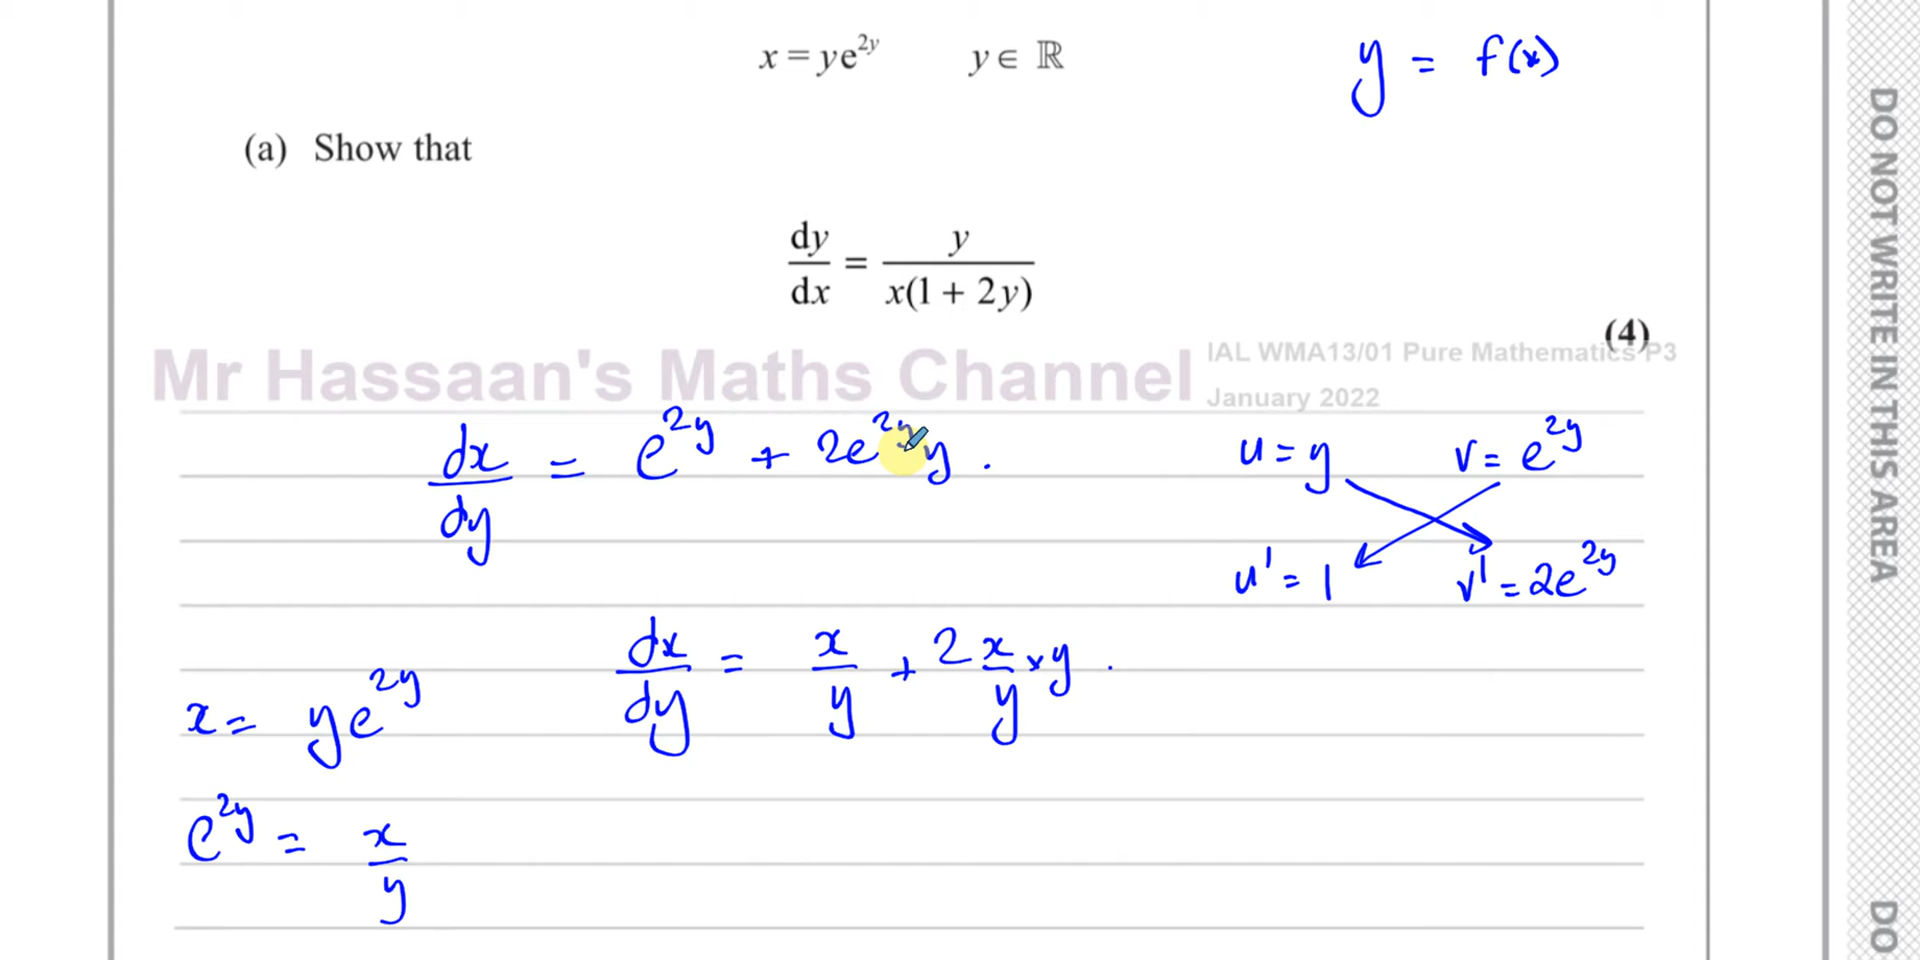 x = ye^{2y}    y ∈ ℝ    y = f(x)
(a) Show that
dy/dx = y/(x(1 + 2y))
(4)
Mr Hassaan's Maths Channel
IAL WMA13/01 Pure Mathematics P3
January 2022
dx/dy = e^{2y} + 2e^{2y}y .    u = y    v = e^{2y}
u' = 1    v' = 2e^{2y}
dx/dy = x/y + 2 x/y × y .
x = ye^{2y}
e^{2y} = x/y
DO NOT WRITE IN THIS AREA
DO